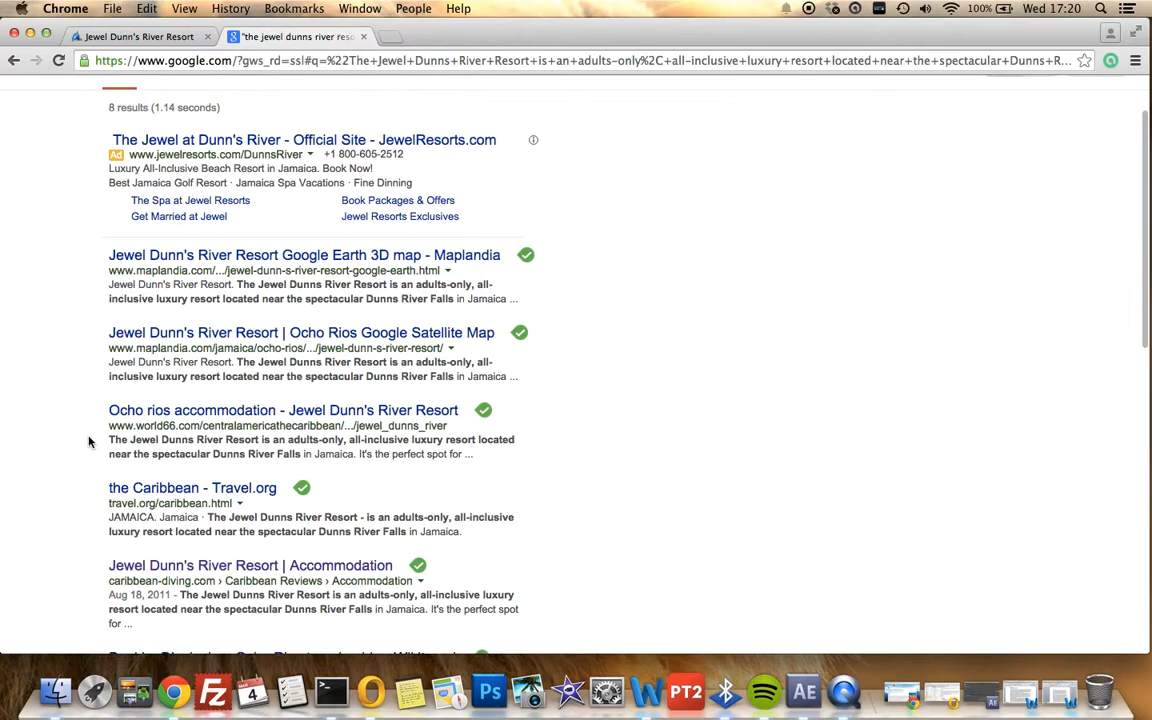 Chrome File Edit View History Bookmarks Window People Help 100% Wed 17:20
Jewel Dunn's River Resort × "the jewel dunns river reso ×
https://www.google.com/?gws_rd=ssl#q=%22The+Jewel+Dunns+River+Resort+is+an+adults-only%2C+all-inclusive+luxury+resort+located+near+the+spectacular+Dunns+R...
8 results (1.14 seconds)
The Jewel at Dunn's River - Official Site - JewelResorts.com
Ad www.jewelresorts.com/DunnsRiver +1 800-605-2512
Luxury All-Inclusive Beach Resort in Jamaica. Book Now!
Best Jamaica Golf Resort · Jamaica Spa Vacations · Fine Dinning
The Spa at Jewel Resorts Book Packages & Offers
Get Married at Jewel Jewel Resorts Exclusives
Jewel Dunn's River Resort Google Earth 3D map - Maplandia
www.maplandia.com/.../jewel-dunn-s-river-resort-google-earth.html
Jewel Dunn's River Resort. The Jewel Dunns River Resort is an adults-only, all-
inclusive luxury resort located near the spectacular Dunns River Falls in Jamaica ...
Jewel Dunn's River Resort | Ocho Rios Google Satellite Map
www.maplandia.com/jamaica/ocho-rios/.../jewel-dunn-s-river-resort/
Jewel Dunn's River Resort. The Jewel Dunns River Resort is an adults-only, all-
inclusive luxury resort located near the spectacular Dunns River Falls in Jamaica ...
Ocho rios accommodation - Jewel Dunn's River Resort
www.world66.com/centralamericathecaribbean/.../jewel_dunns_river
The Jewel Dunns River Resort is an adults-only, all-inclusive luxury resort located
near the spectacular Dunns River Falls in Jamaica. It's the perfect spot for ...
the Caribbean - Travel.org
travel.org/caribbean.html
JAMAICA. Jamaica · The Jewel Dunns River Resort - is an adults-only, all-inclusive
luxury resort located near the spectacular Dunns River Falls in Jamaica.
Jewel Dunn's River Resort | Accommodation
caribbean-diving.com › Caribbean Reviews › Accommodation
Aug 18, 2011 - The Jewel Dunns River Resort is an adults-only, all-inclusive luxury
resort located near the spectacular Dunns River Falls in Jamaica. It's the perfect spot
for ...
Fz 4 Ps PT2 AE